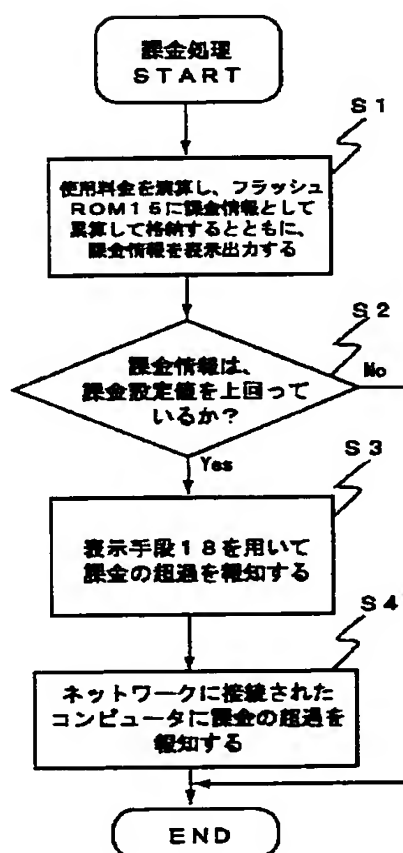 課金処理
START
S1
使用料金を演算し、フラッシュ
ROM15に課金情報として
累算して格納するとともに、
課金情報を表示出力する
S2
課金情報は、
課金設定値を上回って
いるか?
No
Yes
S3
表示手段18を用いて
課金の超過を報知する
S4
ネットワークに接続された
コンピュータに課金の超過を
報知する
END